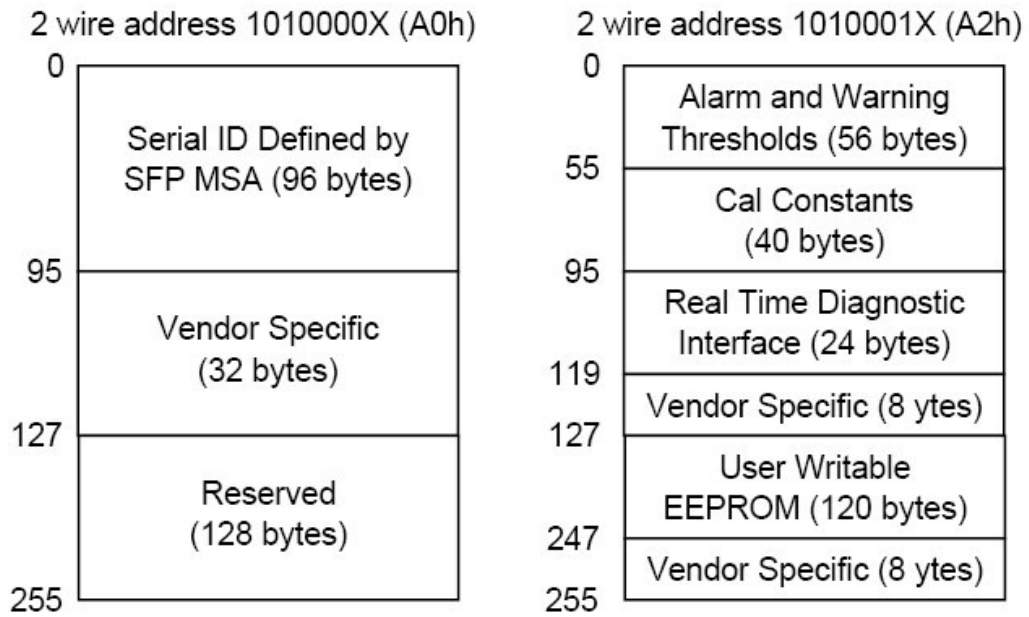 2 wire address 1010000X (A0h)
0
Serial ID Defined by
SFP MSA (96 bytes)
95
Vendor Specific
(32 bytes)
127
Reserved
(128 bytes)
255
2 wire address 1010001X (A2h)
0
Alarm and Warning
Thresholds (56 bytes)
55
Cal Constants
(40 bytes)
95
Real Time Diagnostic
Interface (24 bytes)
119
Vendor Specific (8 ytes)
127
User Writable
EEPROM (120 bytes)
247
Vendor Specific (8 ytes)
255